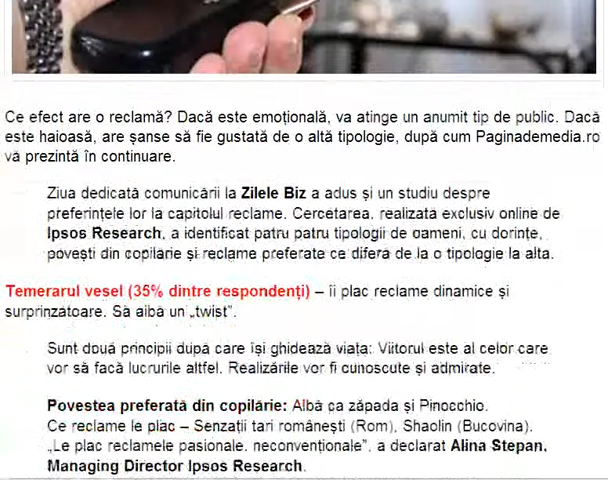 Ce efect are o reclamă? Dacă este emoțională, va atinge un anumit tip de public. Dacă
este haioasă, are șanse să fie gustată de o altă tipologie, după cum Paginademedia.ro
vă prezintă în continuare.
Ziua dedicată comunicării la Zilele Biz a adus și un studiu despre
preferințele lor la capitolul reclame. Cercetarea, realizată exclusiv online de
Ipsos Research, a identificat patru patru tipologii de oameni, cu dorințe,
povești din copilărie și reclame preferate ce diferă de la o tipologie la alta.
Temerarul vesel (35% dintre respondenți) – îi plac reclame dinamice și
surprinzătoare. Să aibă un „twist”.
Sunt două principii după care își ghidează viața: Viitorul este al celor care
vor să facă lucrurile altfel. Realizările vor fi cunoscute și admirate.
Povestea preferată din copilărie: Albă ca zăpada și Pinocchio.
Ce reclame le plac – Senzații tari românești (Rom), Shaolin (Bucovina).
„Le plac reclamele pasionale, neconvenționale”, a declarat Alina Stepan,
Managing Director Ipsos Research.